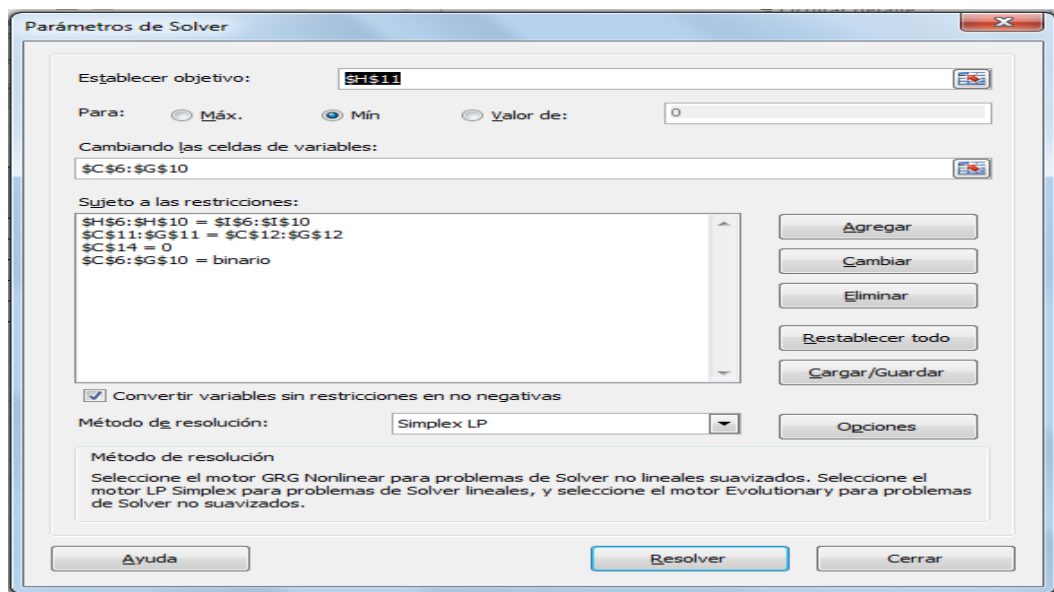 Parámetros de Solver
Establecer objetivo: $H$11
Para: Máx. Mín Valor de: 0
Cambiando las celdas de variables:
$C$6:$G$10
Sujeto a las restricciones:
$H$6:$H$10 = $I$6:$I$10
$C$11:$G$11 = $C$12:$G$12
$C$14 = 0
$C$6:$G$10 = binario
Agregar
Cambiar
Eliminar
Restablecer todo
Cargar/Guardar
Convertir variables sin restricciones en no negativas
Método de resolución: Simplex LP Opciones
Método de resolución
Seleccione el motor GRG Nonlinear para problemas de Solver no lineales suavizados. Seleccione el
motor LP Simplex para problemas de Solver lineales, y seleccione el motor Evolutionary para problemas
de Solver no suavizados.
Ayuda Resolver Cerrar